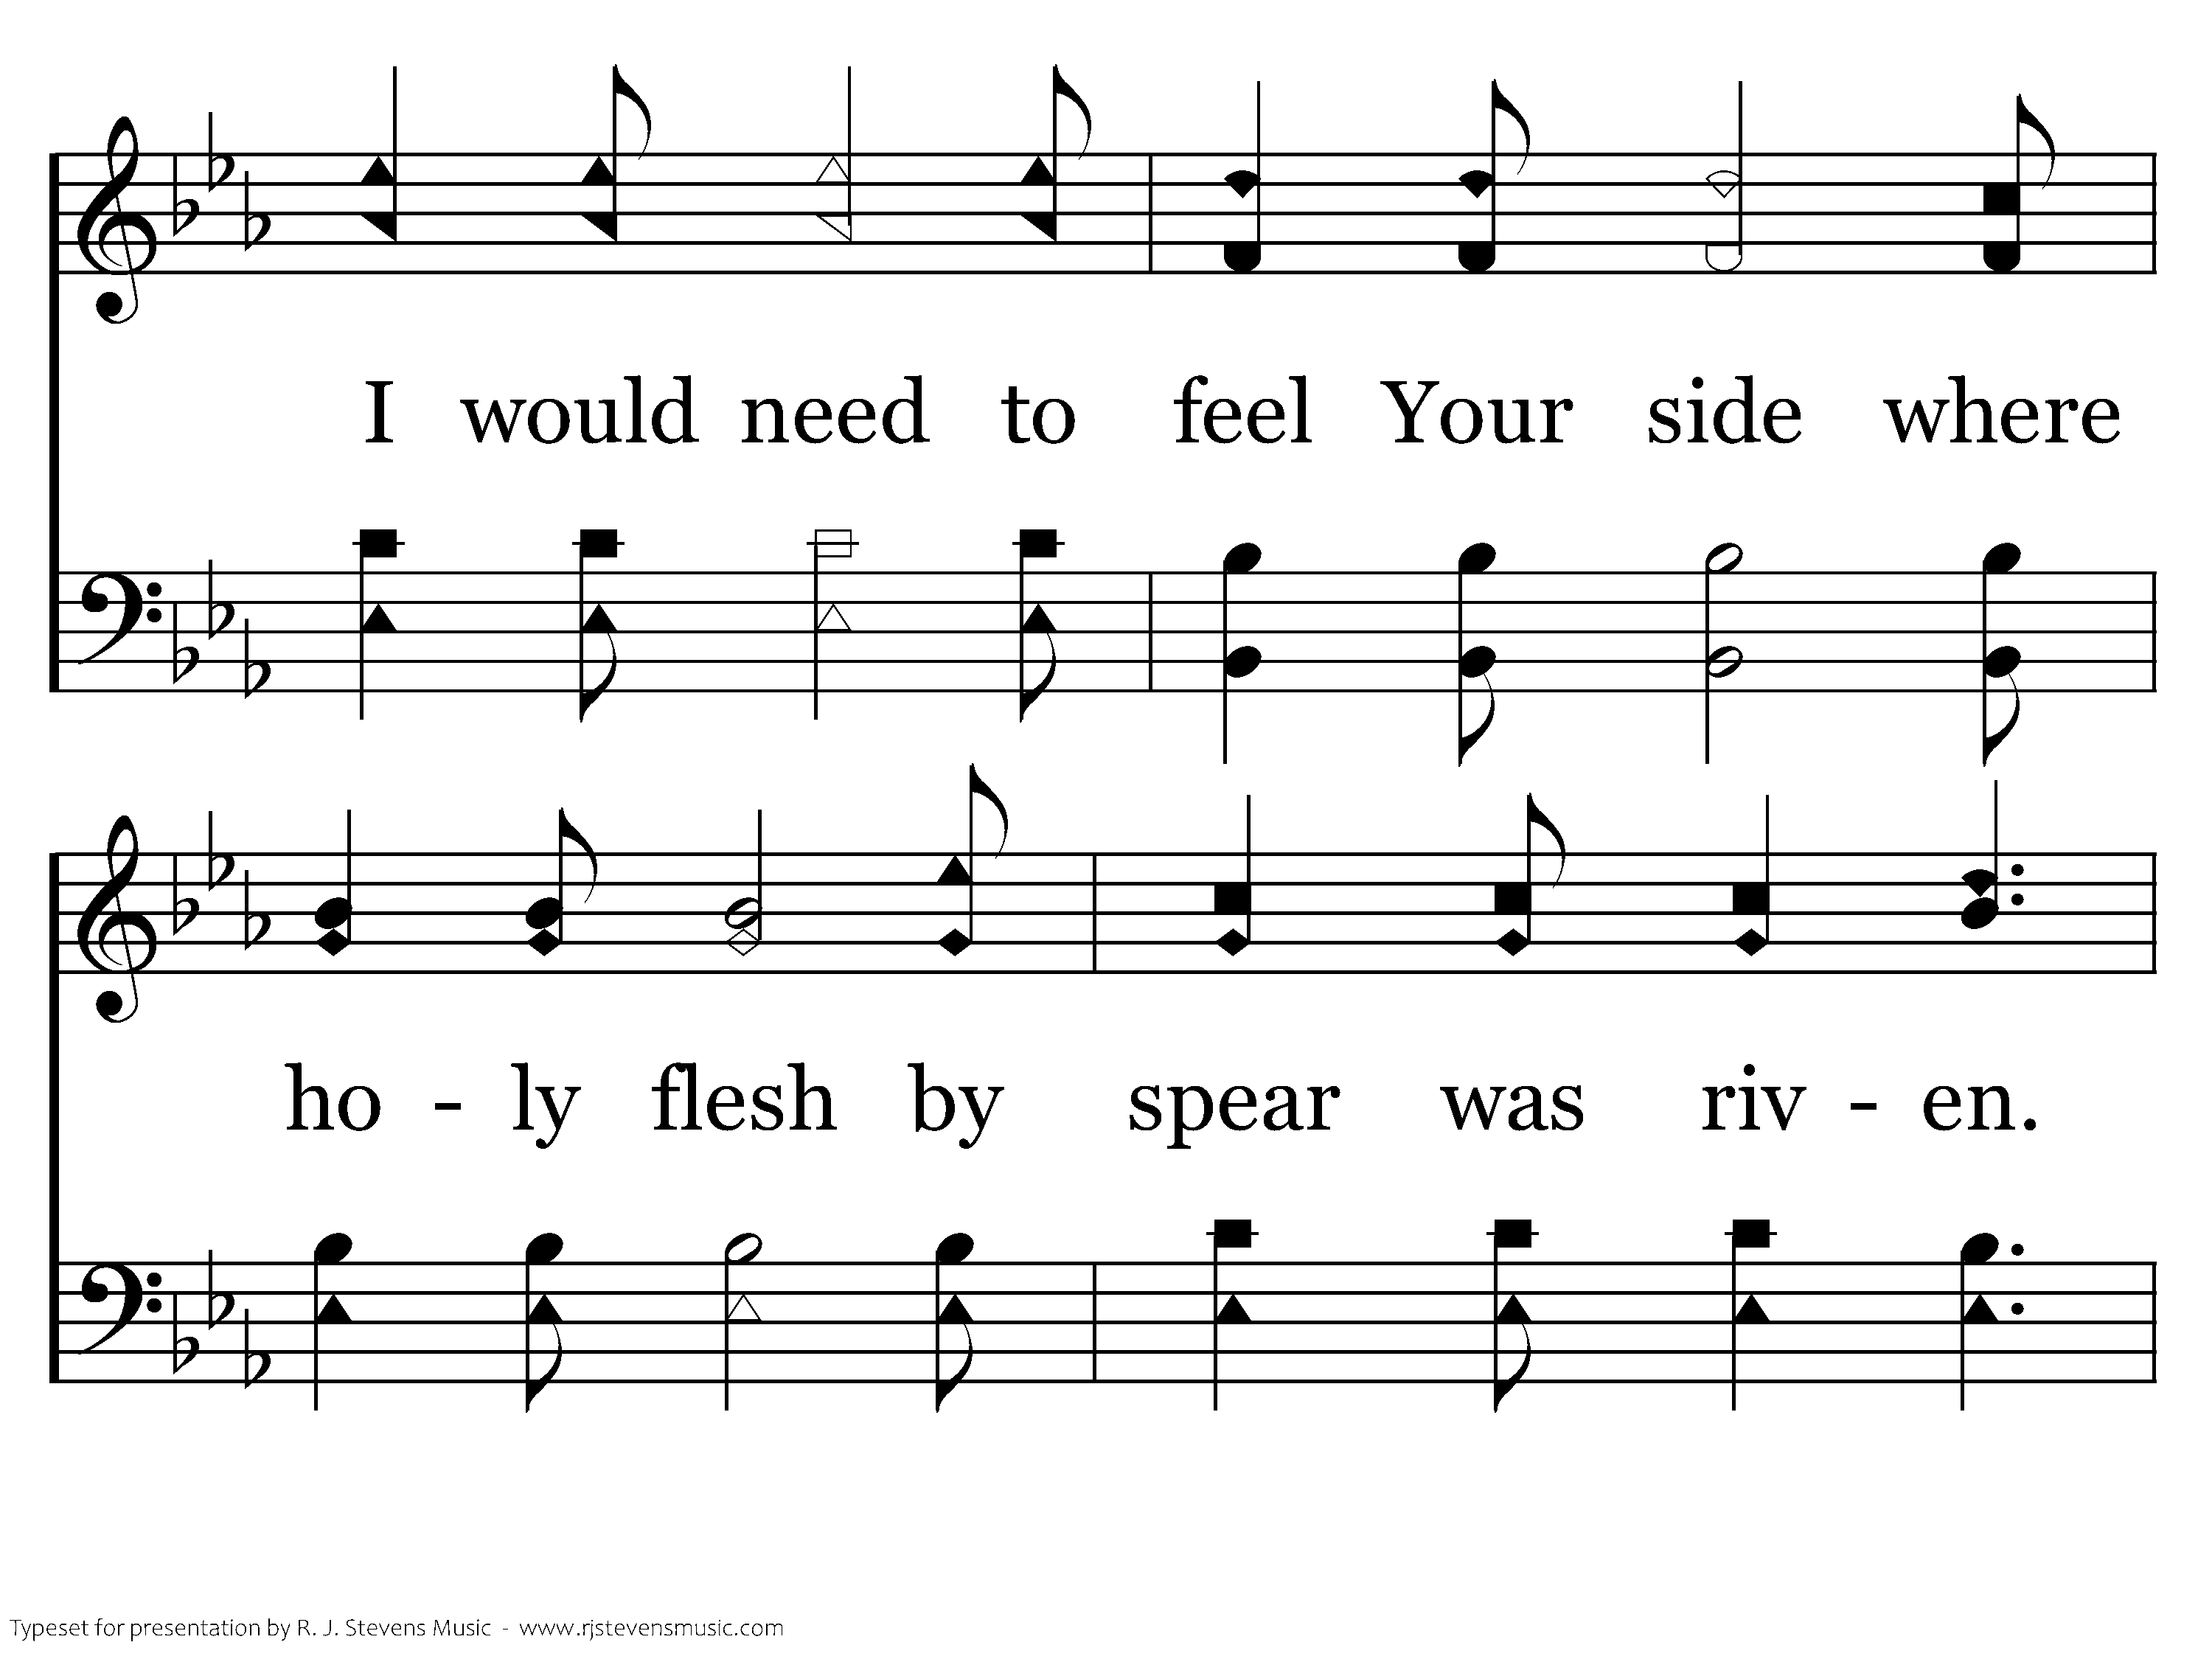 I would need to feel Your side where
ho - ly flesh by spear was riv - en.
Typeset for presentation by R. J. Stevens Music - www.rjstevensmusic.com